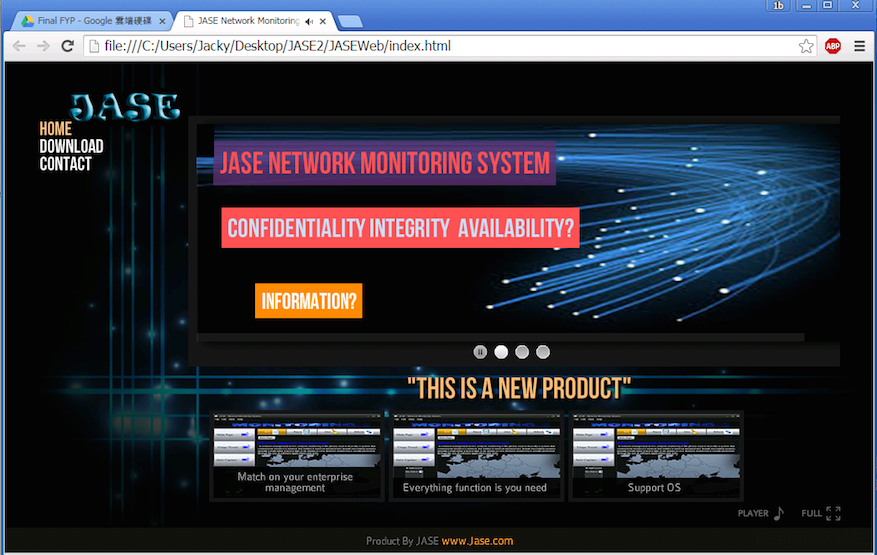 1b
Final FYP - Google 雲端硬碟
JASE Network Monitoring
file:///C:/Users/Jacky/Desktop/JASE2/JASEWeb/index.html
ABP
JASE
HOME
DOWNLOAD
CONTACT
JASE NETWORK MONITORING SYSTEM
CONFIDENTIALITY INTEGRITY AVAILABILITY?
INFORMATION?
"THIS IS A NEW PRODUCT"
Match on your enterprise
management
Everything function is you need
Support OS
PLAYER
FULL
Product By JASE www.Jase.com